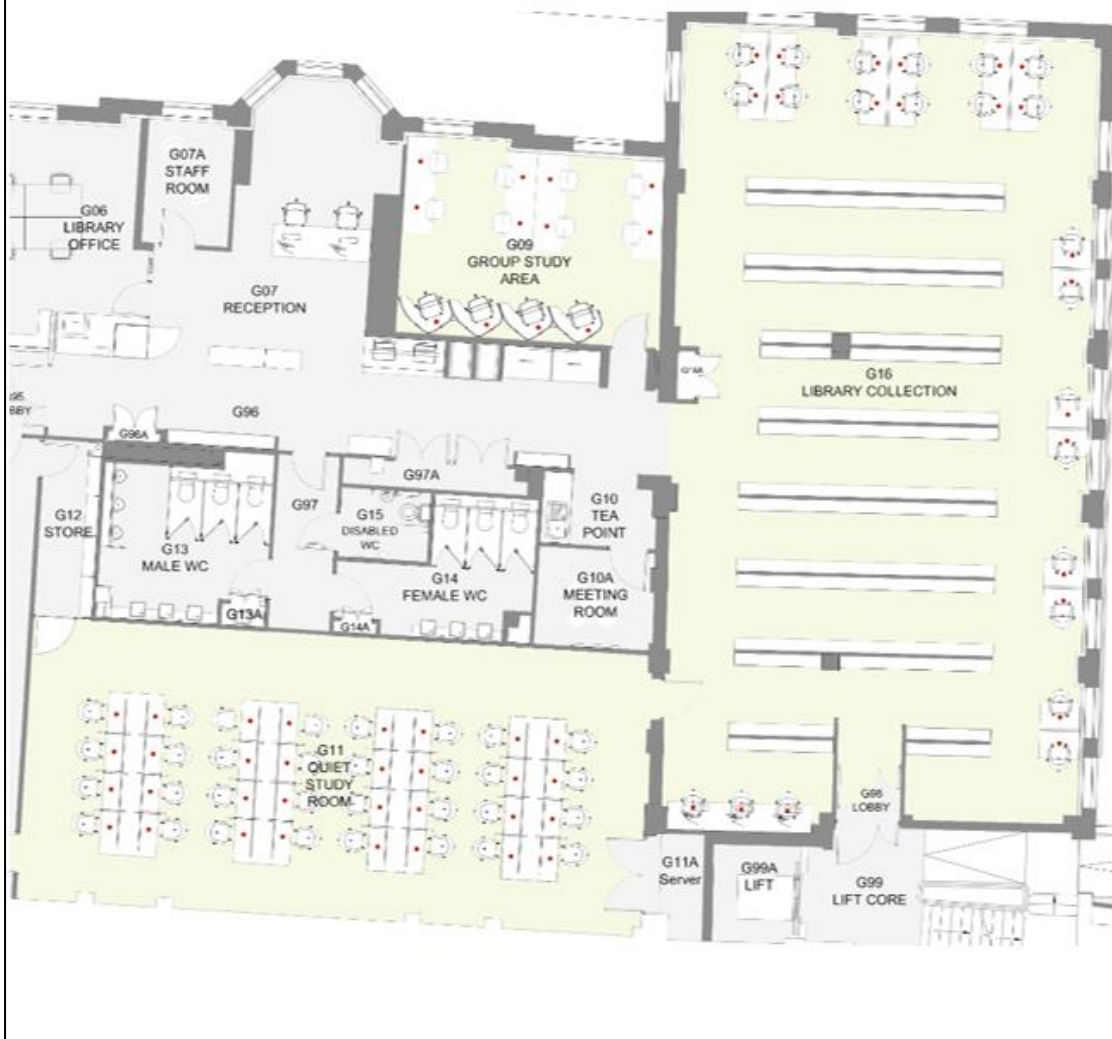 G07A
STAFF
ROOM
G06
LIBRARY
OFFICE
G09
GROUP STUDY
AREA
G07
RECEPTION
G16
LIBRARY COLLECTION
G96
G96A
G97A
G12
STORE
G97
G15
DISABLED
WC
G10
TEA
POINT
G13
MALE WC
G14
FEMALE WC
G10A
MEETING
ROOM
G13A
G14A
G11
QUIET
STUDY
ROOM
LOBBY
G11A
Server
G99A
LIFT
G99
LIFT CORE